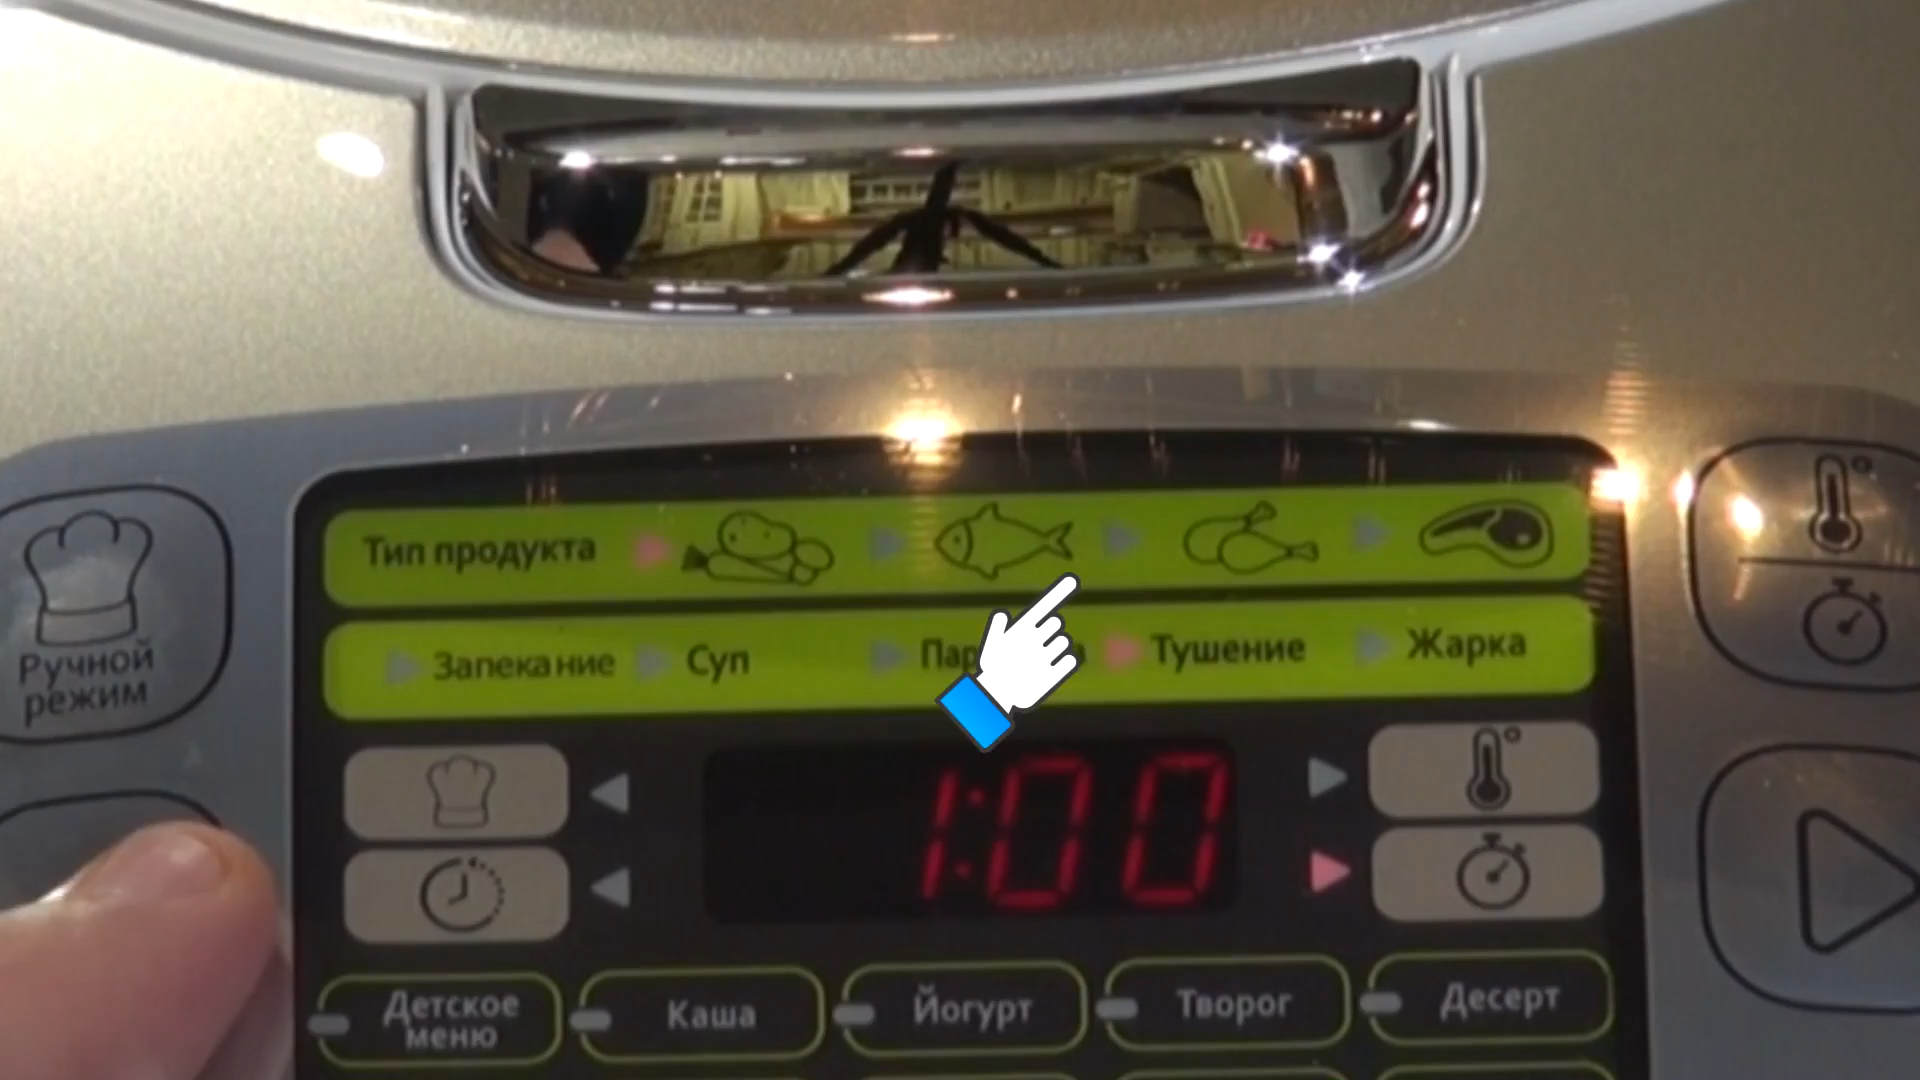 Тип продукта
Запекание Суп Тушение Жарка
Ручной
режим
1:00
Детское
меню
Каша
Йогурт
Творог
Десерт